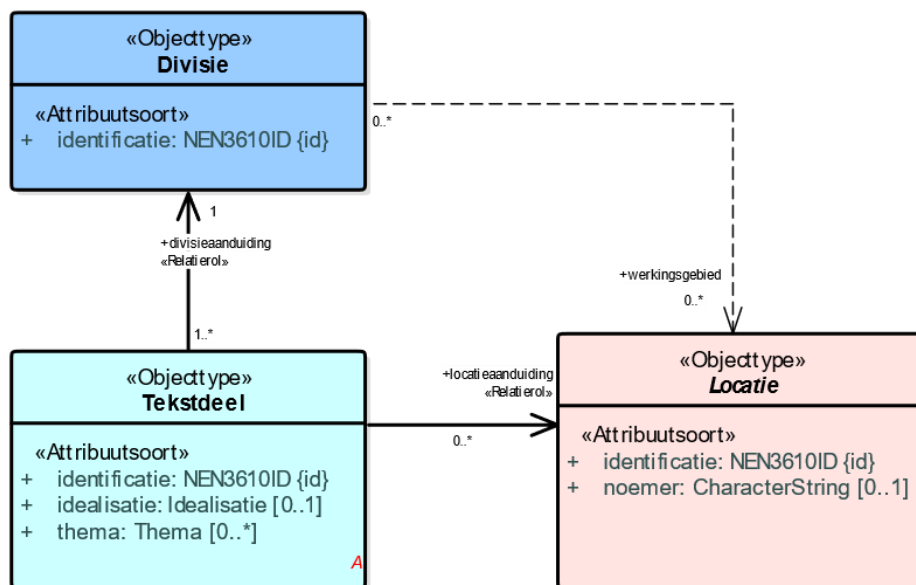 «Objecttype»
Divisie
«Attribuutsoort»
+ identificatie: NEN3610ID {id}
0..*
1
+divisieaanduiding
«Relatierol»
1..*
+werkingsgebied
0..*
«Objecttype»
Tekstdeel
«Attribuutsoort»
+ identificatie: NEN3610ID {id}
+ idealisatie: Idealisatie [0..1]
+ thema: Thema [0..*]
A
+locatieaanduiding
«Relatierol»
0..*
«Objecttype»
Locatie
«Attribuutsoort»
+ identificatie: NEN3610ID {id}
+ noemer: CharacterString [0..1]